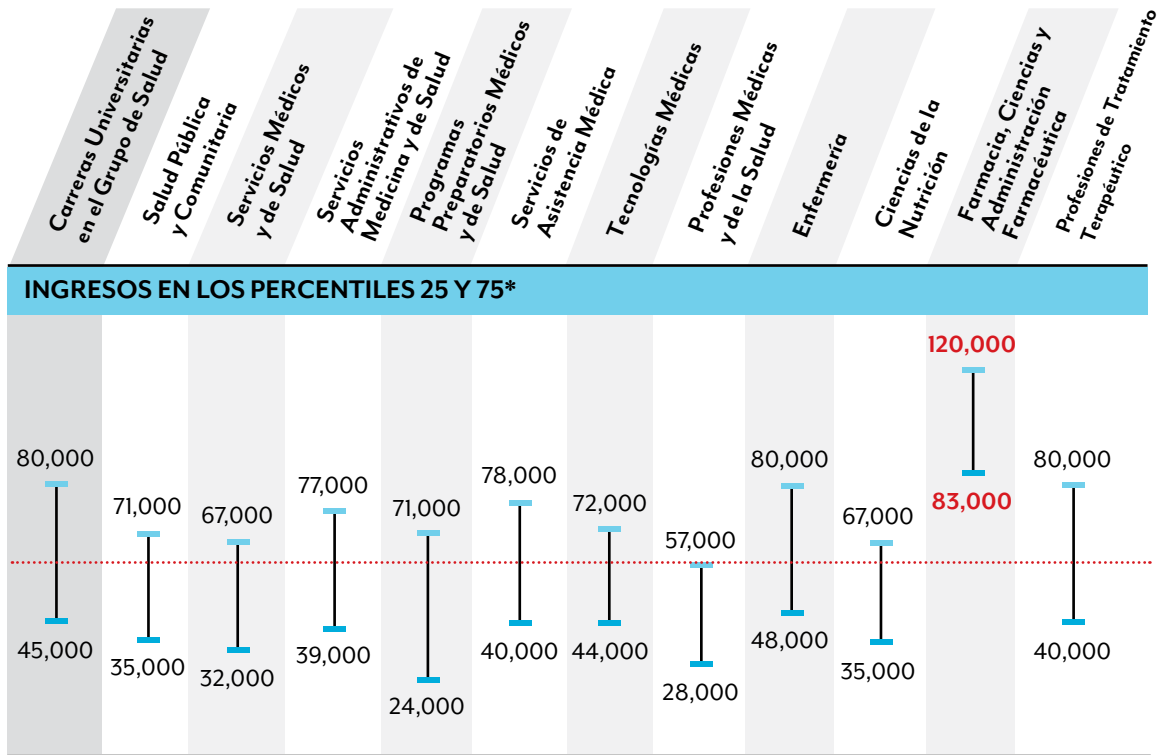 Carreras Universitarias
en el Grupo de Salud
Salud Pública
y Comunitaria
Servicios Médicos
y de Salud
Servicios
Administrativos de
Medicina y de Salud
Programas
Preparatorios Médicos
y de Salud
Servicios de
Asistencia Médica
Tecnologías Médicas
Profesiones Médicas
y de la Salud
Enfermería
Ciencias de la
Nutrición
Farmacia, Ciencias y
Administración
Farmacéutica
Profesiones de Tratamiento
Terapéutico
INGRESOS EN LOS PERCENTILES 25 Y 75*
80,000
45,000
71,000
35,000
67,000
32,000
77,000
39,000
71,000
24,000
78,000
40,000
72,000
44,000
57,000
28,000
80,000
48,000
67,000
35,000
120,000
83,000
80,000
40,000